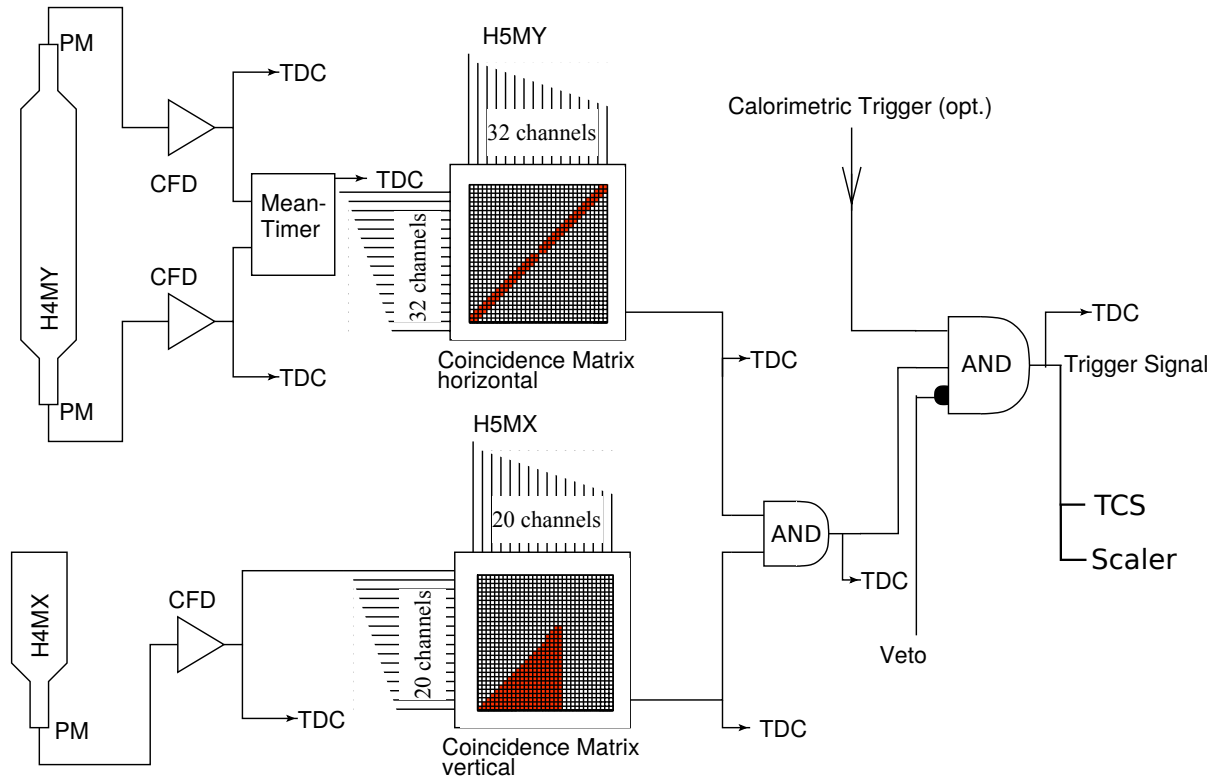 PM
TDC
CFD
H4MY
CFD
PM
TDC
Mean-
Timer
TDC
H5MY
32 channels
32 channels
Coincidence Matrix
horizontal
TDC
Calorimetric Trigger (opt.)
AND
TDC
Trigger Signal
TCS
Scaler
H5MX
20 channels
20 channels
Coincidence Matrix
vertical
AND
TDC
TDC
Veto
H4MX
CFD
PM
TDC